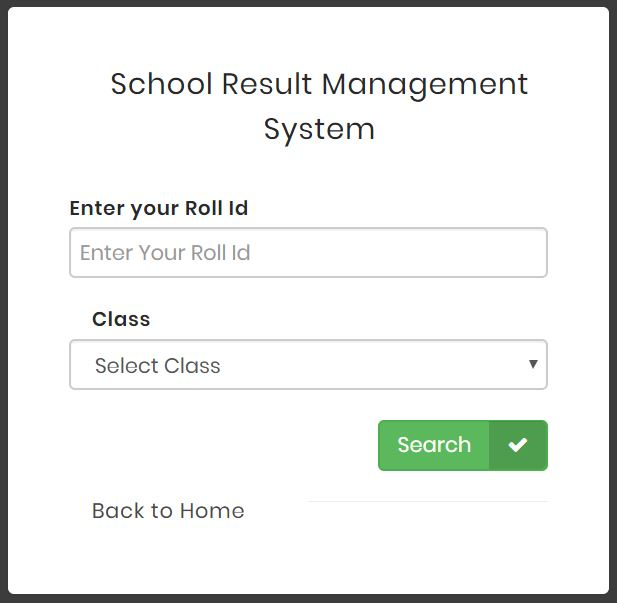 School Result Management
System
Enter your Roll Id
Enter Your Roll Id
Class
Select Class
Search
Back to Home